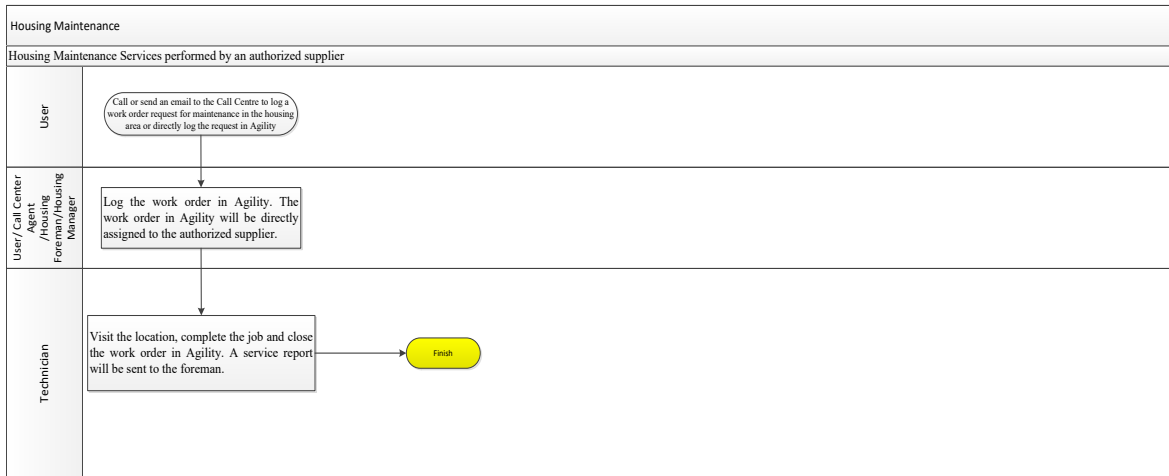 Housing Maintenance
Housing Maintenance Services performed by an authorized supplier
User
Call or send an email to the Call Centre to log a
work order request for maintenance in the housing
area or directly log the request in Agility
User/ Call Center
Agent
/Housing
Foreman/Housing
Manager
Log the work order in Agility. The
work order in Agility will be directly
assigned to the authorized supplier.
Technician
Visit the location, complete the job and close
the work order in Agility. A service report
will be sent to the foreman.
Finish